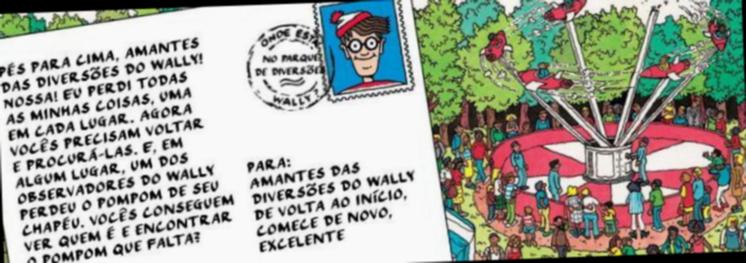 PÉS PARA CIMA, AMANTES
DAS DIVERSÕES DO WALLY!
NOSSA! EU PERDI TODAS
AS MINHAS COISAS, UMA
EM CADA LUGAR. AGORA
VOCÊS PRECISAM VOLTAR
E PROCURÁ-LAS. E, EM
ALGUM LUGAR, UM DOS
OBSERVADORES DO WALLY
PERDEU O POMPOM DE SEU
CHAPÉU. VOCÊS CONSEGUEM
VER QUEM É E ENCONTRAR
O POMPOM QUE FALTA?
ONDE EST
NO PARQUE
DE DIVERSÕES
WALLY
PARA:
AMANTES DAS
DIVERSÕES DO WALLY
DE VOLTA AO INÍCIO,
COMECE DE NOVO,
EXCELENTE